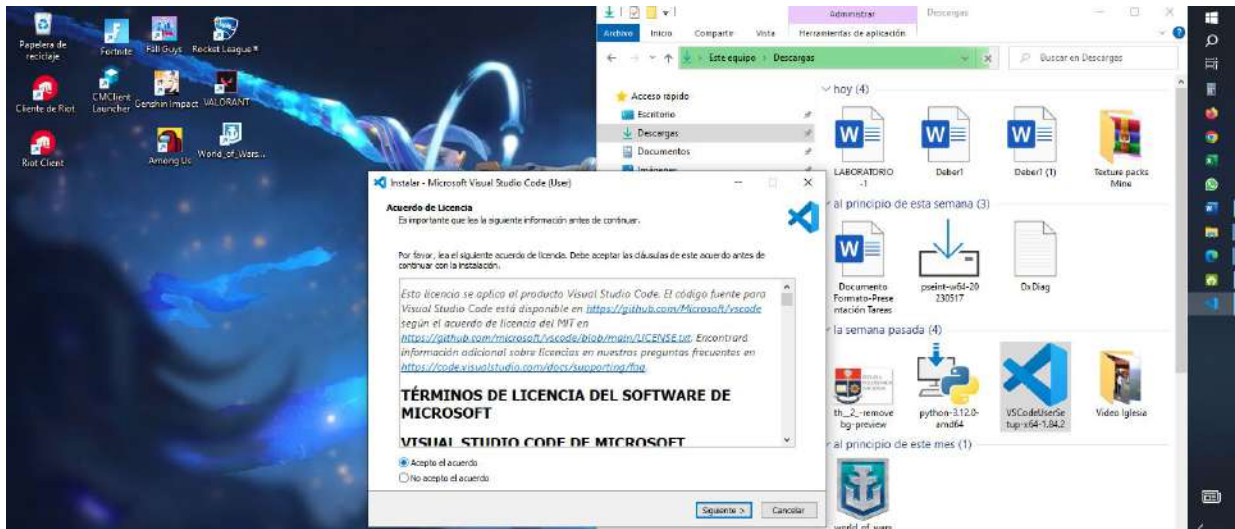 Papelera de
reciclaje
Fortnite
Fall Guys
Rocket League
Cliente de Riot
CMClient
Launcher
Genshin Impact
VALORANT
Riot Client
Among Us
World_of_Wars...
Administrar
Descargas
Archivo
Inicio
Compartir
Vista
Herramientas de aplicación
Este equipo
Descargas
Buscar en Descargas
Acceso rápido
Escritorio
Descargas
Documentos
Imágenes
hoy (4)
LABORATORIO
-1
Deber1
Deber1 (1)
Texture packs
Mine
al principio de esta semana (3)
Documento
Formato-Prese
ntación Tareas
pseint-w64-20
230517
DxDiag
la semana pasada (4)
th__2_-remove
bg-preview
python-3.12.0-
amd64
VSCodeUserSe
tup-x64-1.84.2
Video Iglesia
al principio de este mes (1)
world_of_wars
Instalar - Microsoft Visual Studio Code (User)
Acuerdo de Licencia
Es importante que lea la siguiente información antes de continuar.
Por favor, lea el siguiente acuerdo de licencia. Debe aceptar las cláusulas de este acuerdo antes de
continuar con la instalación.
Esta licencia se aplica al producto Visual Studio Code. El código fuente para
Visual Studio Code está disponible en https://github.com/Microsoft/vscode
según el acuerdo de licencia del MIT en
https://github.com/microsoft/vscode/blob/main/LICENSE.txt. Encontrará
información adicional sobre licencias en nuestras preguntas frecuentes en
https://code.visualstudio.com/docs/supporting/faq.
TÉRMINOS DE LICENCIA DEL SOFTWARE DE
MICROSOFT
VISUAL STUDIO CODE DE MICROSOFT
Acepto el acuerdo
No acepto el acuerdo
Siguiente >
Cancelar